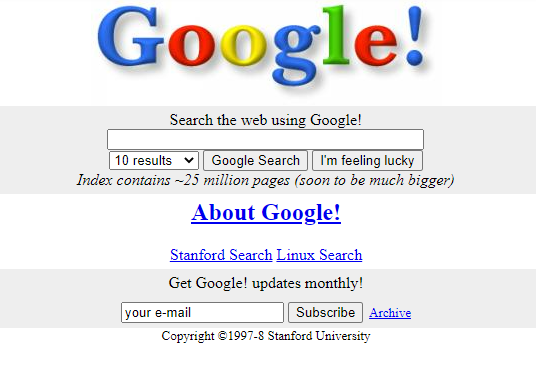 Google!
Search the web using Google!
10 results Google Search I'm feeling lucky
Index contains ~25 million pages (soon to be much bigger)
About Google!
Stanford Search Linux Search
Get Google! updates monthly!
your e-mail Subscribe Archive
Copyright ©1997-8 Stanford University